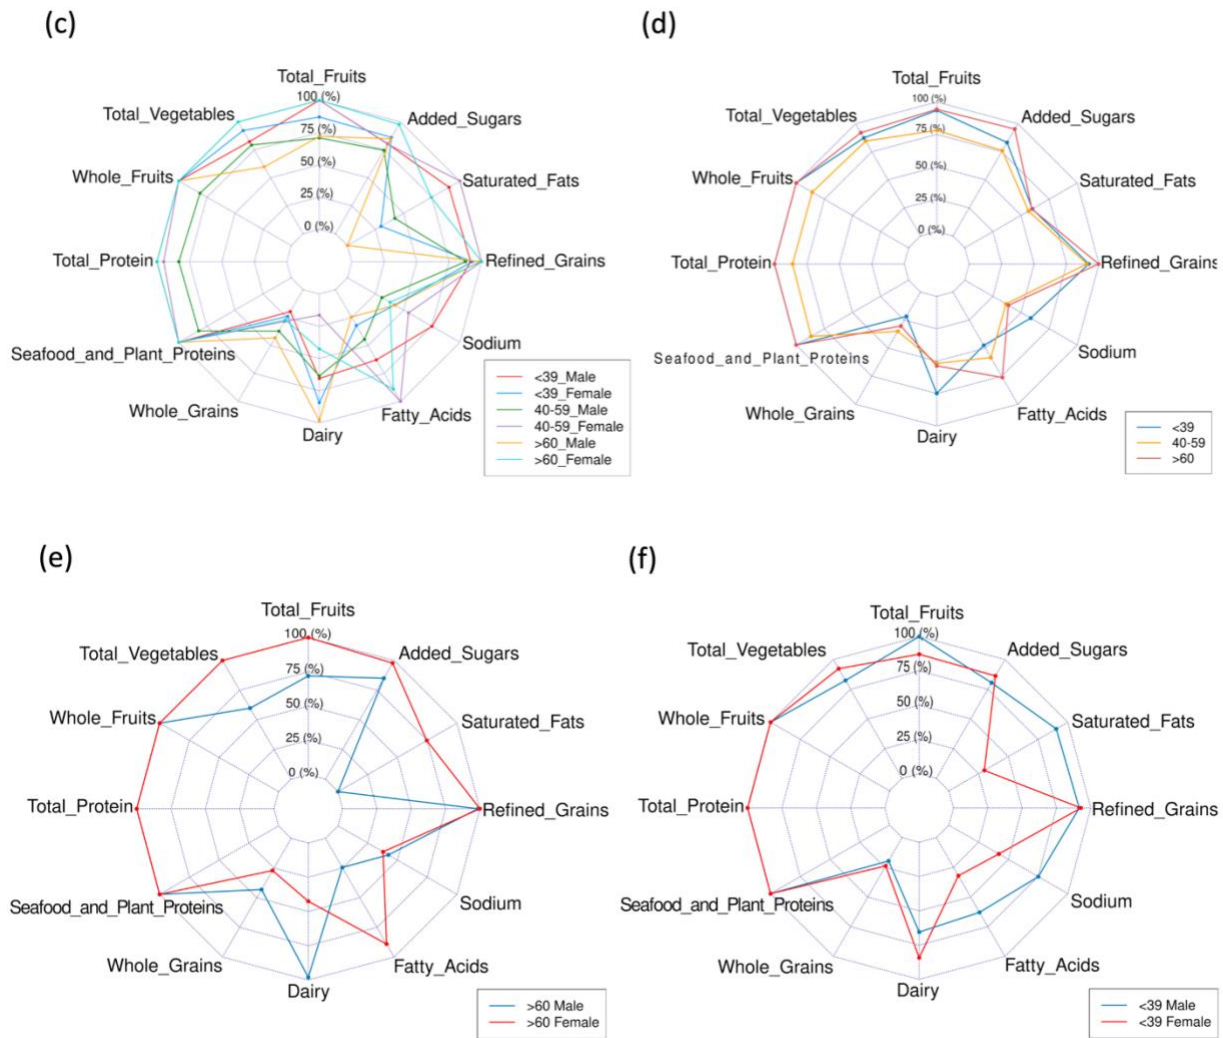 (c)
Total_Fruits
100 (%)
75 (%)
50 (%)
25 (%)
0 (%)
Added_Sugars
Saturated_Fats
Refined_Grains
Sodium
Fatty_Acids
Dairy
Whole_Grains
Seafood_and_Plant_Proteins
Total_Protein
Whole_Fruits
Total_Vegetables
<39_Male
<39_Female
40-59_Male
40-59_Female
>60_Male
>60_Female
(d)
Total_Fruits
100 (%)
75 (%)
50 (%)
25 (%)
0 (%)
Added_Sugars
Saturated_Fats
Refined_Grains
Sodium
Fatty_Acids
Dairy
Whole_Grains
Seafood_and_Plant_Proteins
Total_Protein
Whole_Fruits
Total_Vegetables
<39
40-59
>60
(e)
Total_Fruits
100 (%)
75 (%)
50 (%)
25 (%)
0 (%)
Added_Sugars
Saturated_Fats
Refined_Grains
Sodium
Fatty_Acids
Dairy
Whole_Grains
Seafood_and_Plant_Proteins
Total_Protein
Whole_Fruits
Total_Vegetables
>60 Male
>60 Female
(f)
Total_Fruits
100 (%)
75 (%)
50 (%)
25 (%)
0 (%)
Added_Sugars
Saturated_Fats
Refined_Grains
Sodium
Fatty_Acids
Dairy
Whole_Grains
Seafood_and_Plant_Proteins
Total_Protein
Whole_Fruits
Total_Vegetables
<39 Male
<39 Female